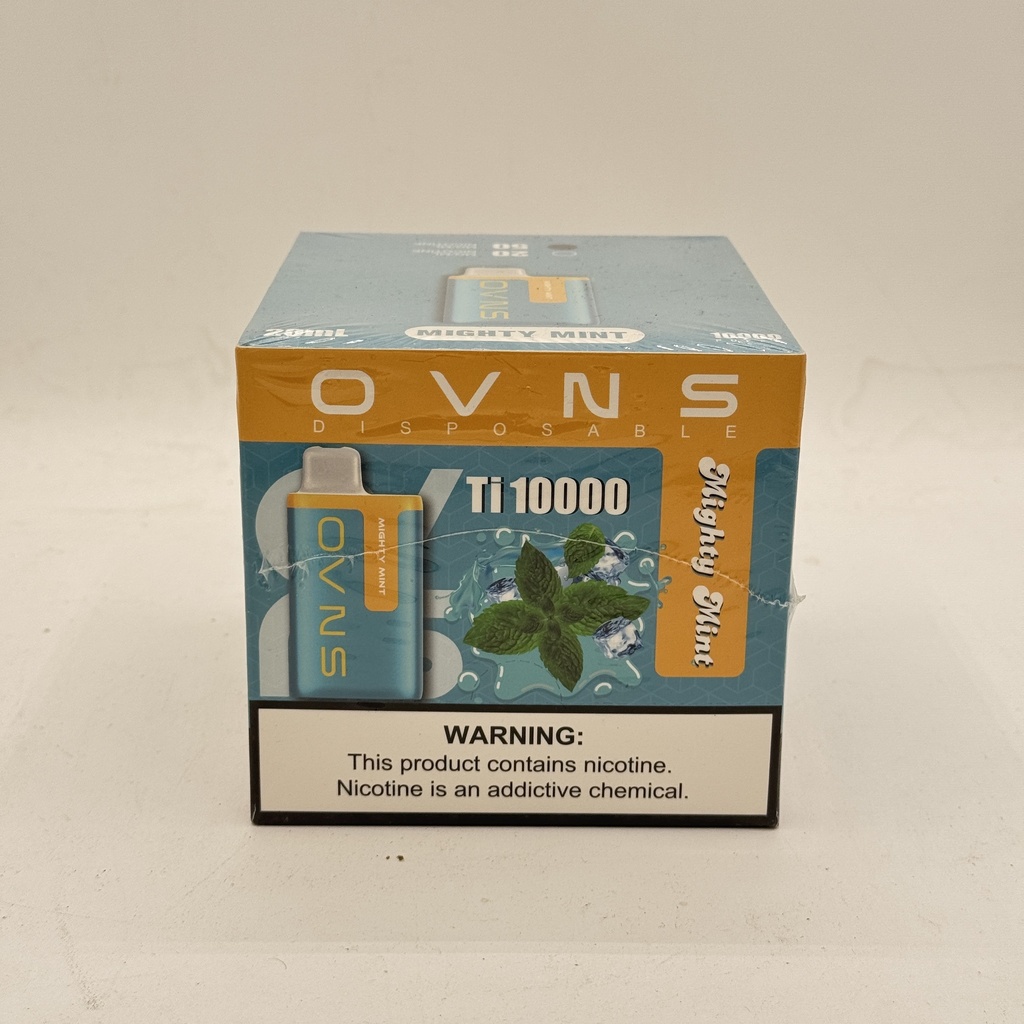 20mL
MIGHTY MINT
OVNS
OVNS
DISPOSABLE
Ti 10000
Mighty Mint
OVNS
MIGHTY MINT
WARNING:
This product contains nicotine.
Nicotine is an addictive chemical.